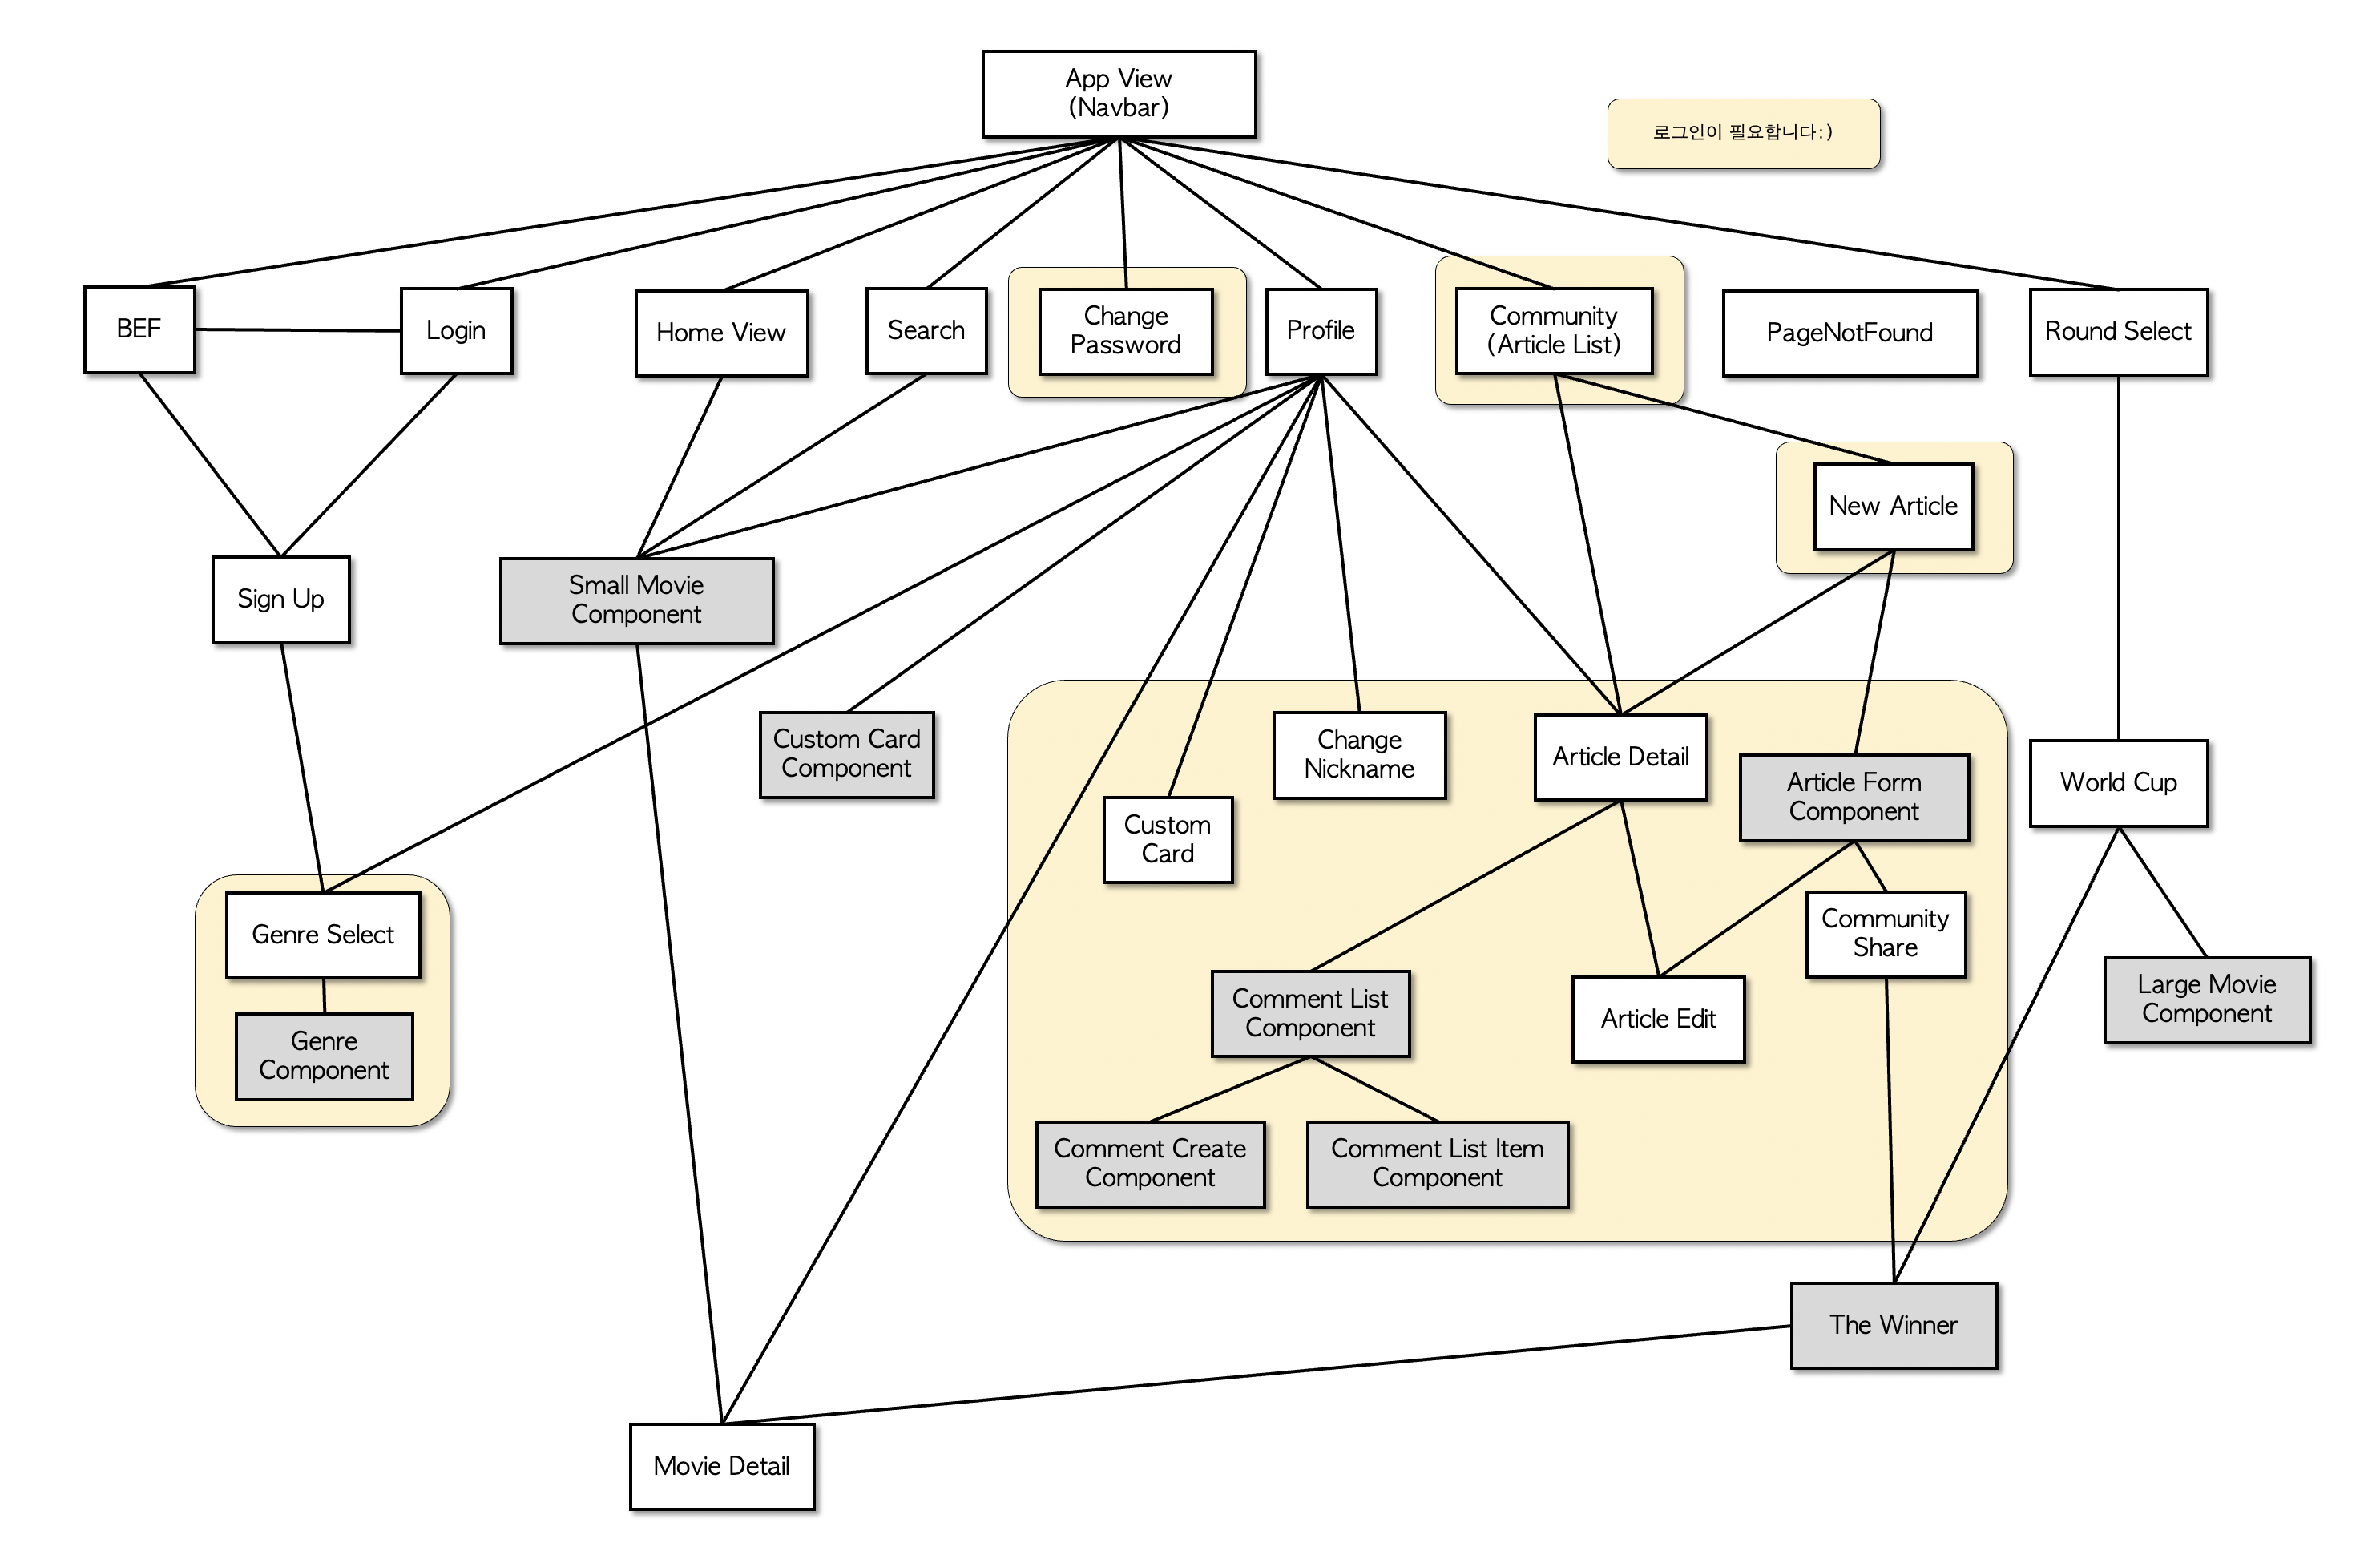 App View
(Navbar)
로그인이 필요합니다:)
BEF
Login
Home View
Search
Change
Password
Profile
Community
(Article List)
PageNotFound
Round Select
New Article
Sign Up
Small Movie
Component
Custom Card
Component
Change
Nickname
Article Detail
Article Form
Component
World Cup
Custom
Card
Genre Select
Community
Share
Comment List
Component
Article Edit
Large Movie
Component
Genre
Component
Comment Create
Component
Comment List Item
Component
The Winner
Movie Detail